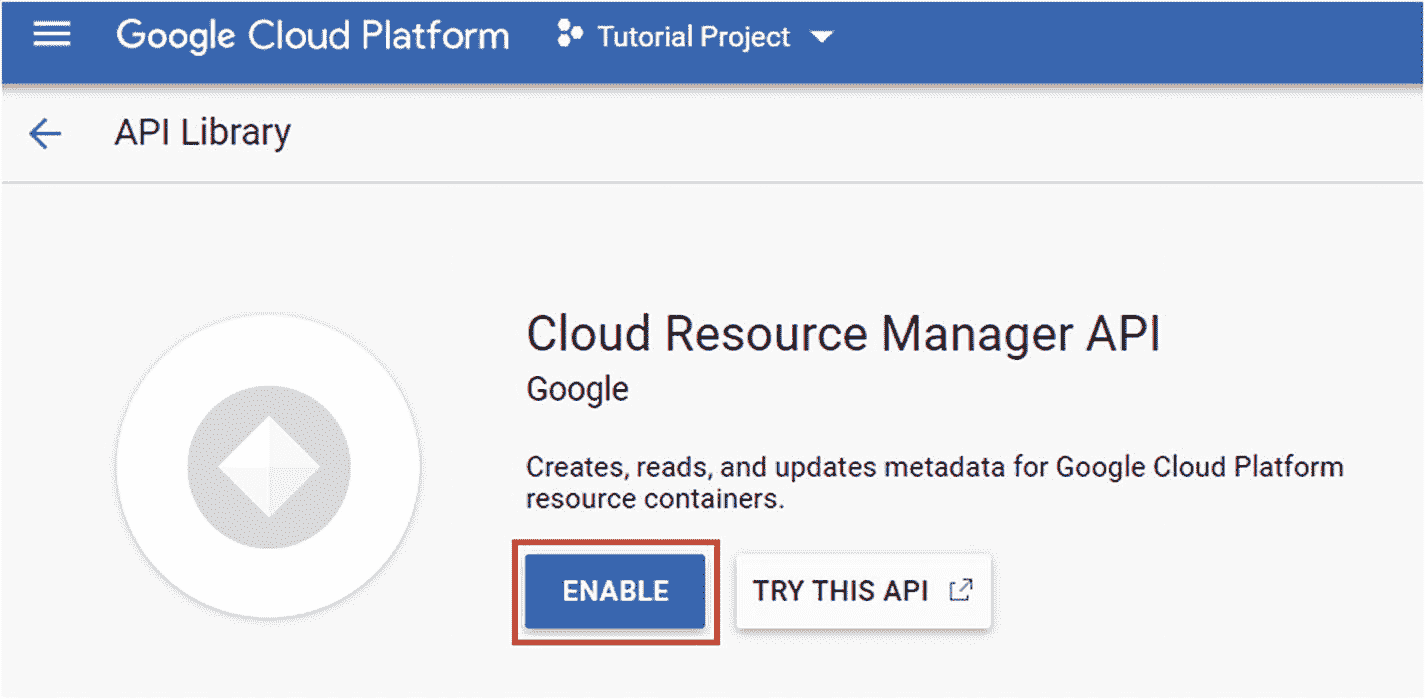 Google Cloud Platform Tutorial Project
API Library
Cloud Resource Manager API
Google
Creates, reads, and updates metadata for Google Cloud Platform
resource containers.
ENABLE TRY THIS API